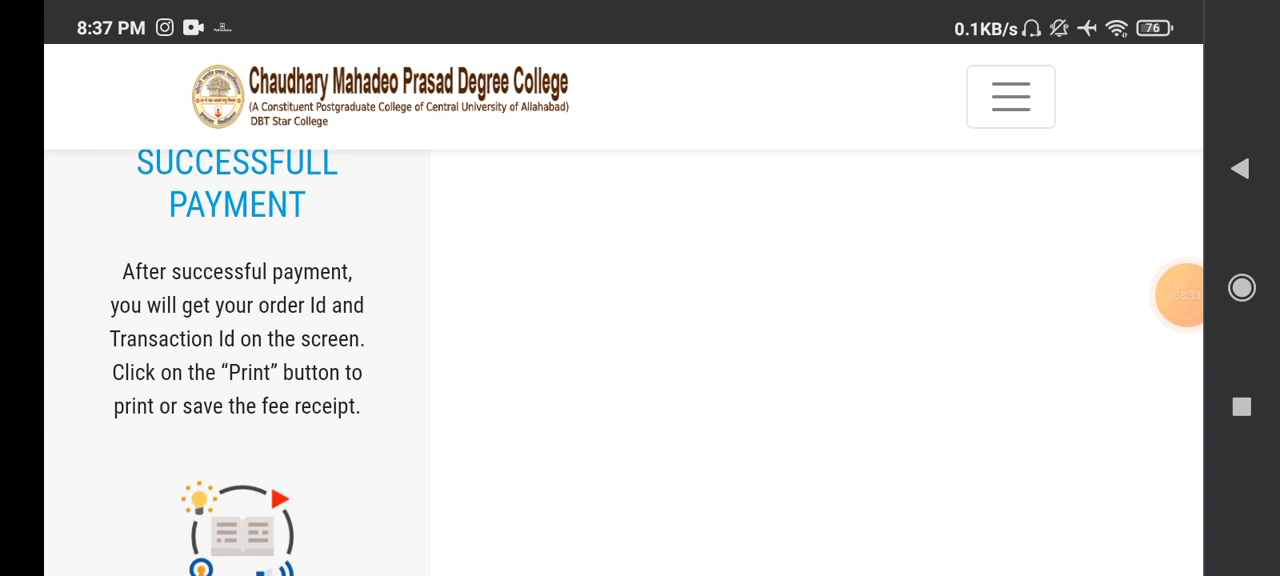 8:37 PM
0.1KB/s
76
Chaudhary Mahadeo Prasad Degree College
(A Constituent Postgraduate College of Central University of Allahabad)
DBT Star College
SUCCESSFULL
PAYMENT
After successful payment,
you will get your order Id and
Transaction Id on the screen.
Click on the “Print” button to
print or save the fee receipt.
08:33